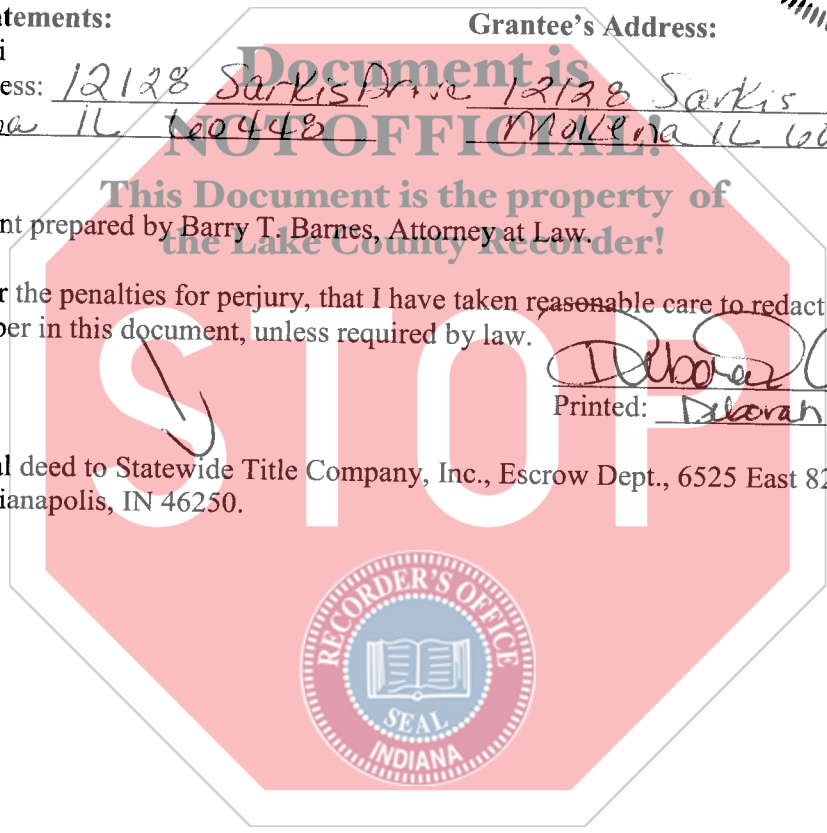 atements:
Grantee's Address:
i
ess: 12128 Sarkis Drive 12128 Sarkis
na IL 60448 Mokena IL 60
Document is
NOT OFFICIAL!
This Document is the property of
the Lake County Recorder!
nt prepared by Barry T. Barnes, Attorney at Law.
r the penalties for perjury, that I have taken reasonable care to redact
ber in this document, unless required by law.
Deborah
Printed: Deborah
STOP
al deed to Statewide Title Company, Inc., Escrow Dept., 6525 East 82
ianapolis, IN 46250.
RECORDER'S OFFICE
SEAL
INDIANA